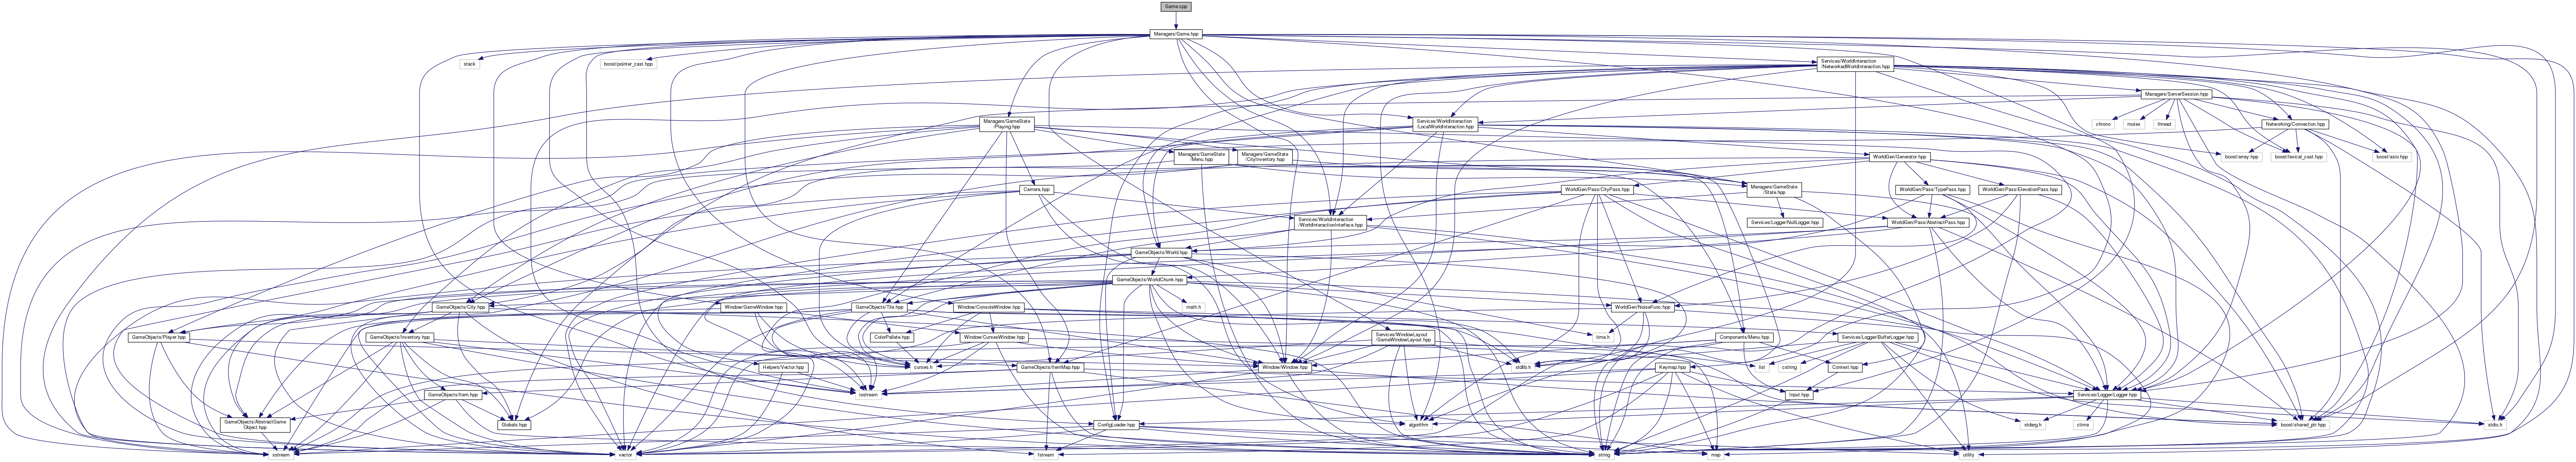 Game.cpp
Managers/Game.hpp
stack
boost/pointer_cast.hpp
Services/WorldInteraction
/NetworkedWorldInteraction.hpp
Managers/ServerSession.hpp
Managers/GameState
/Playing.hpp
Services/WorldInteraction
/LocalWorldInteraction.hpp
chrono
mutex
thread
Networking/Connection.hpp
Managers/GameState
/Menu.hpp
Managers/GameState
/CityInventory.hpp
WorldGen/Generator.hpp
boost/array.hpp
boost/lexical_cast.hpp
boost/asio.hpp
Camera.hpp
WorldGen/Pass/CityPass.hpp
Managers/GameState
/State.hpp
WorldGen/Pass/TypePass.hpp
WorldGen/Pass/ElevationPass.hpp
Services/WorldInteraction
/WorldInteractionInterface.hpp
Services/Logger/NullLogger.hpp
WorldGen/Pass/AbstractPass.hpp
GameObjects/World.hpp
GameObjects/WorldChunk.hpp
GameObjects/City.hpp
Window/GameWindow.hpp
GameObjects/Tile.hpp
Window/ConsoleWindow.hpp
math.h
WorldGen/NoiseFunc.hpp
GameObjects/Player.hpp
GameObjects/Inventory.hpp
ColorPallete.hpp
Window/CursesWindow.hpp
Services/WindowLayout
/GameWindowLayout.hpp
time.h
Components/Menu.hpp
Services/Logger/BufferLogger.hpp
Helpers/Vector.hpp
curses.h
GameObjects/ItemMap.hpp
Window/Window.hpp
stdlib.h
Keymap.hpp
list
cstring
Context.hpp
GameObjects/Item.hpp
iostream
Input.hpp
Services/Logger/Logger.hpp
GameObjects/AbstractGame
Object.hpp
Globals.hpp
ConfigLoader.hpp
algorithm
stdarg.h
ctime
boost/shared_ptr.hpp
stdio.h
sstream
vector
fstream
string
map
utility